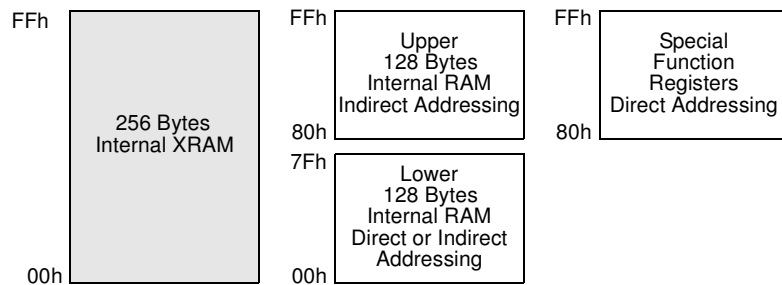 FFh
256 Bytes
Internal XRAM
00h
FFh
Upper
128 Bytes
Internal RAM
Indirect Addressing
80h
7Fh
Lower
128 Bytes
Internal RAM
Direct or Indirect
Addressing
00h
FFh
Special
Function
Registers
Direct Addressing
80h